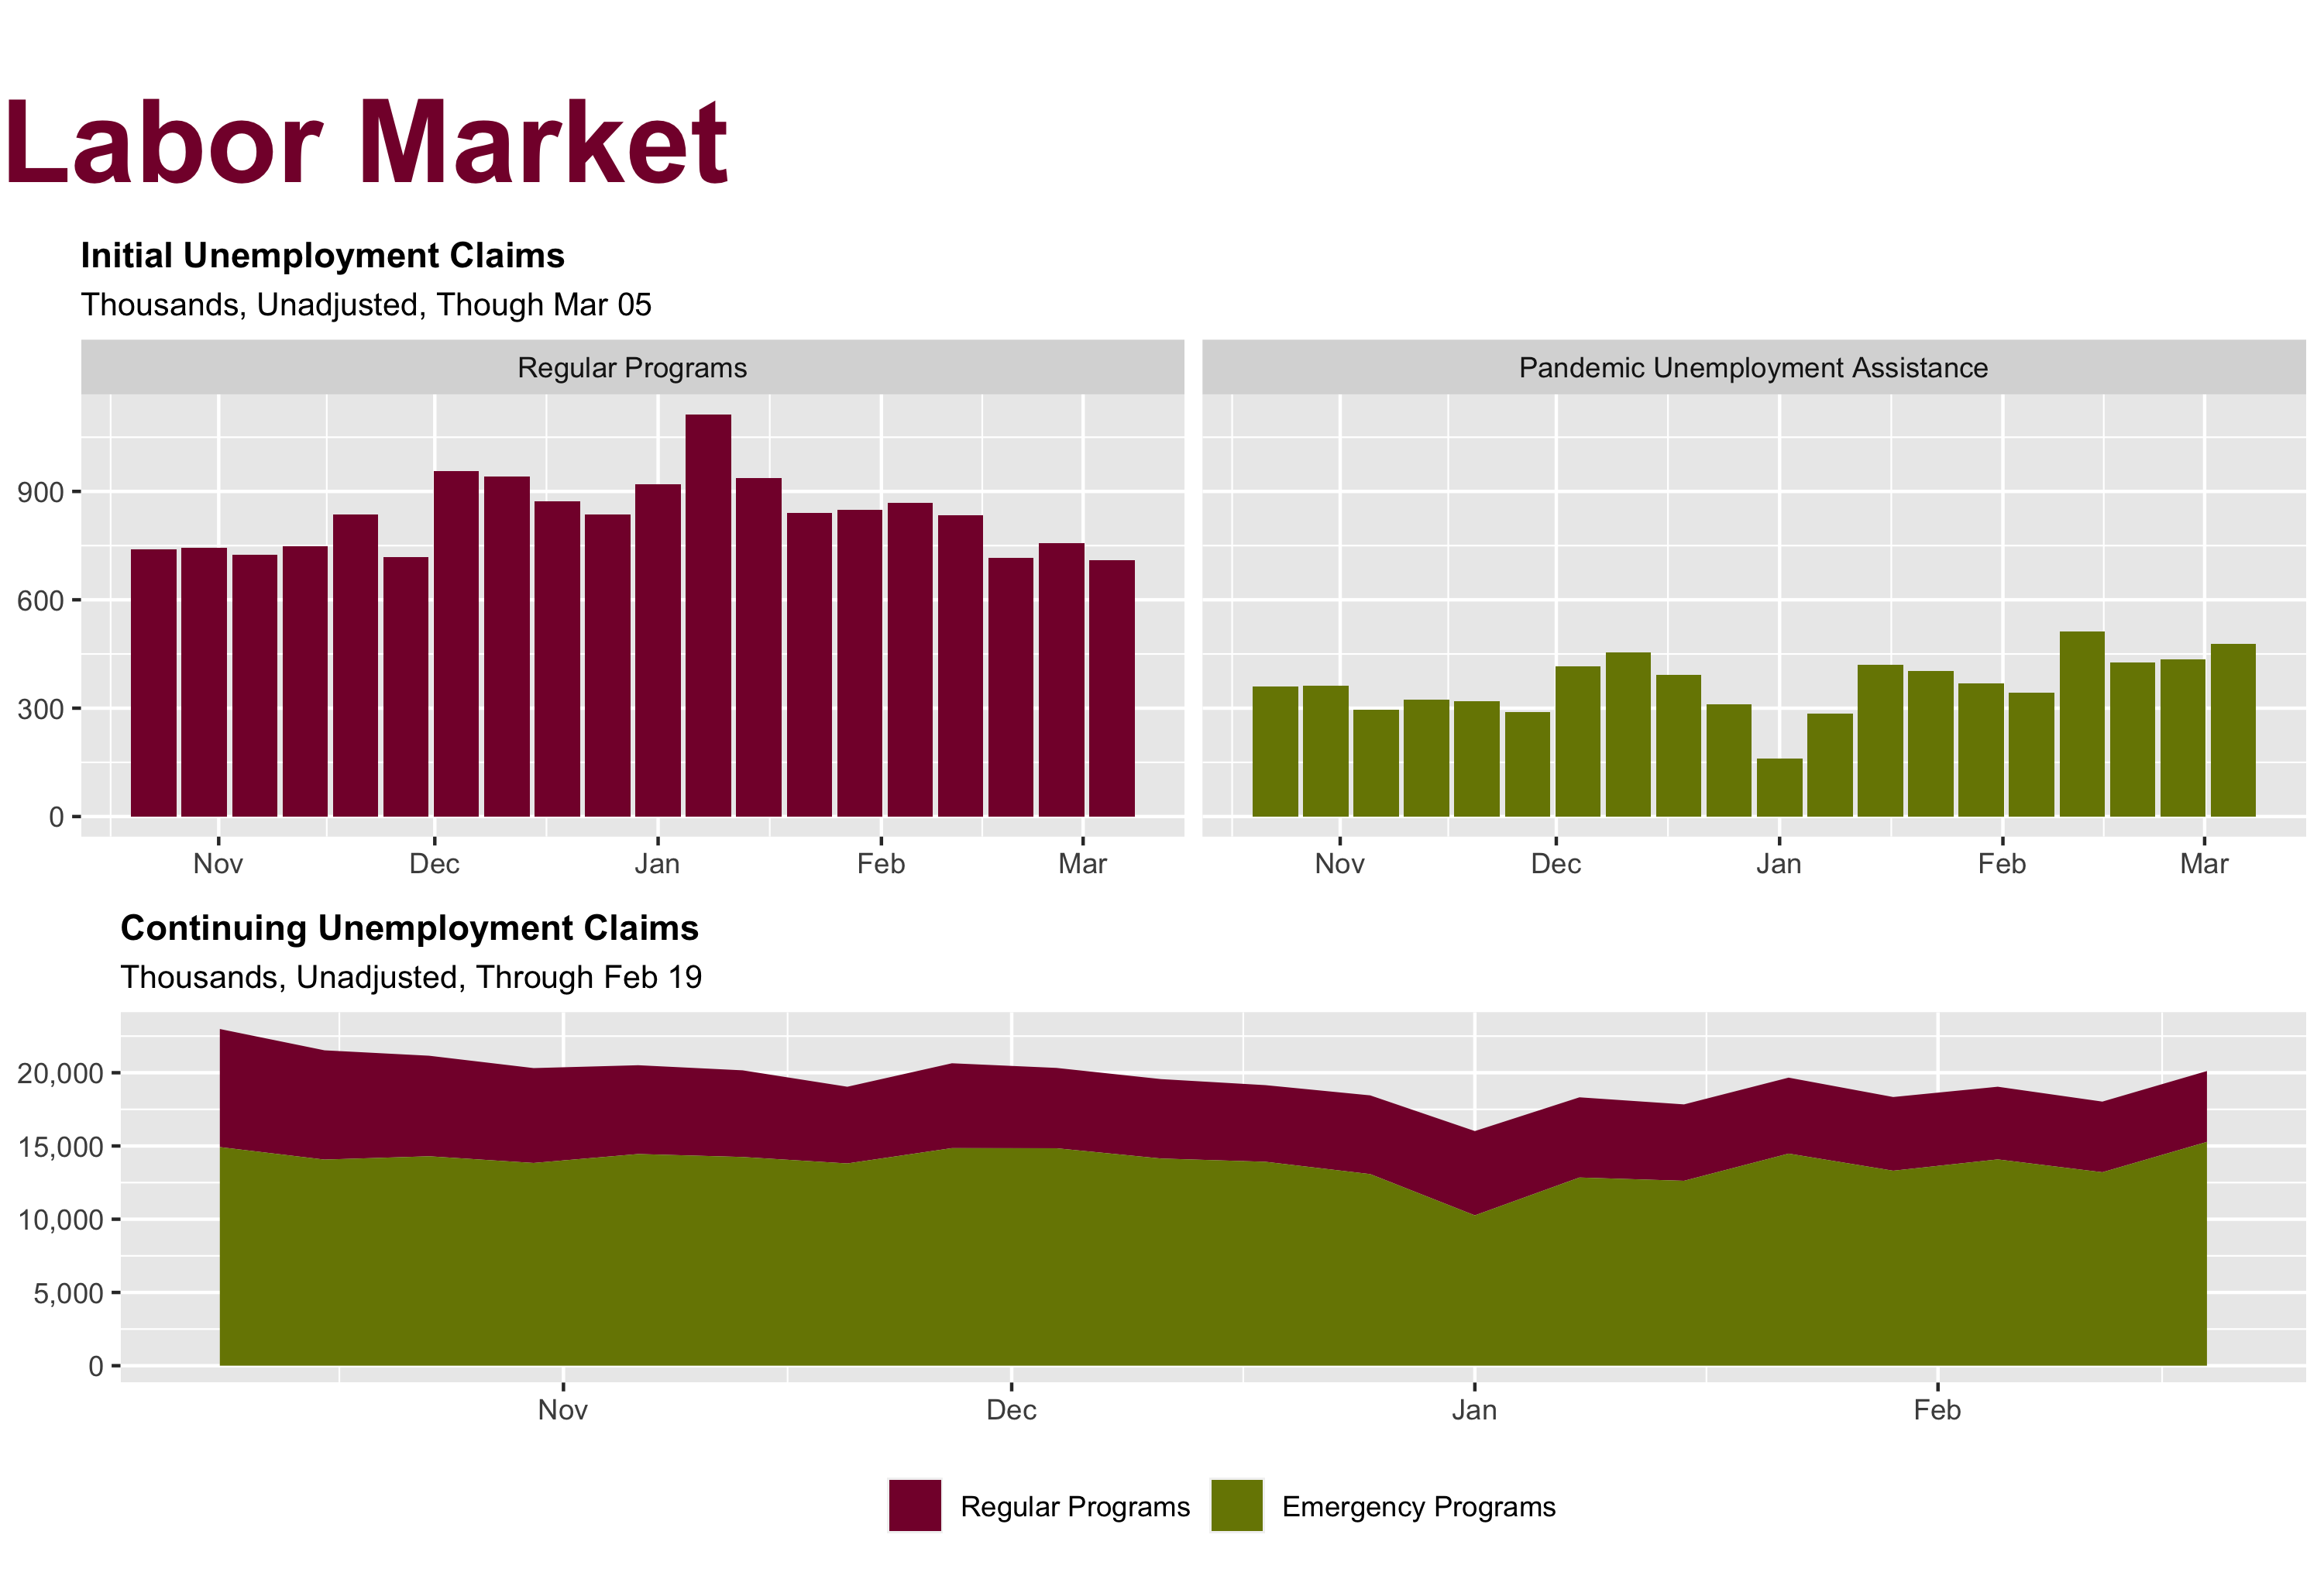 Labor Market
Initial Unemployment Claims
Thousands, Unadjusted, Though Mar 05
Regular Programs
Pandemic Unemployment Assistance
900
600
300
0
Nov Dec Jan Feb Mar
Nov Dec Jan Feb Mar
Continuing Unemployment Claims
Thousands, Unadjusted, Through Feb 19
20,000
15,000
10,000
5,000
0
Nov Dec Jan Feb
Regular Programs Emergency Programs